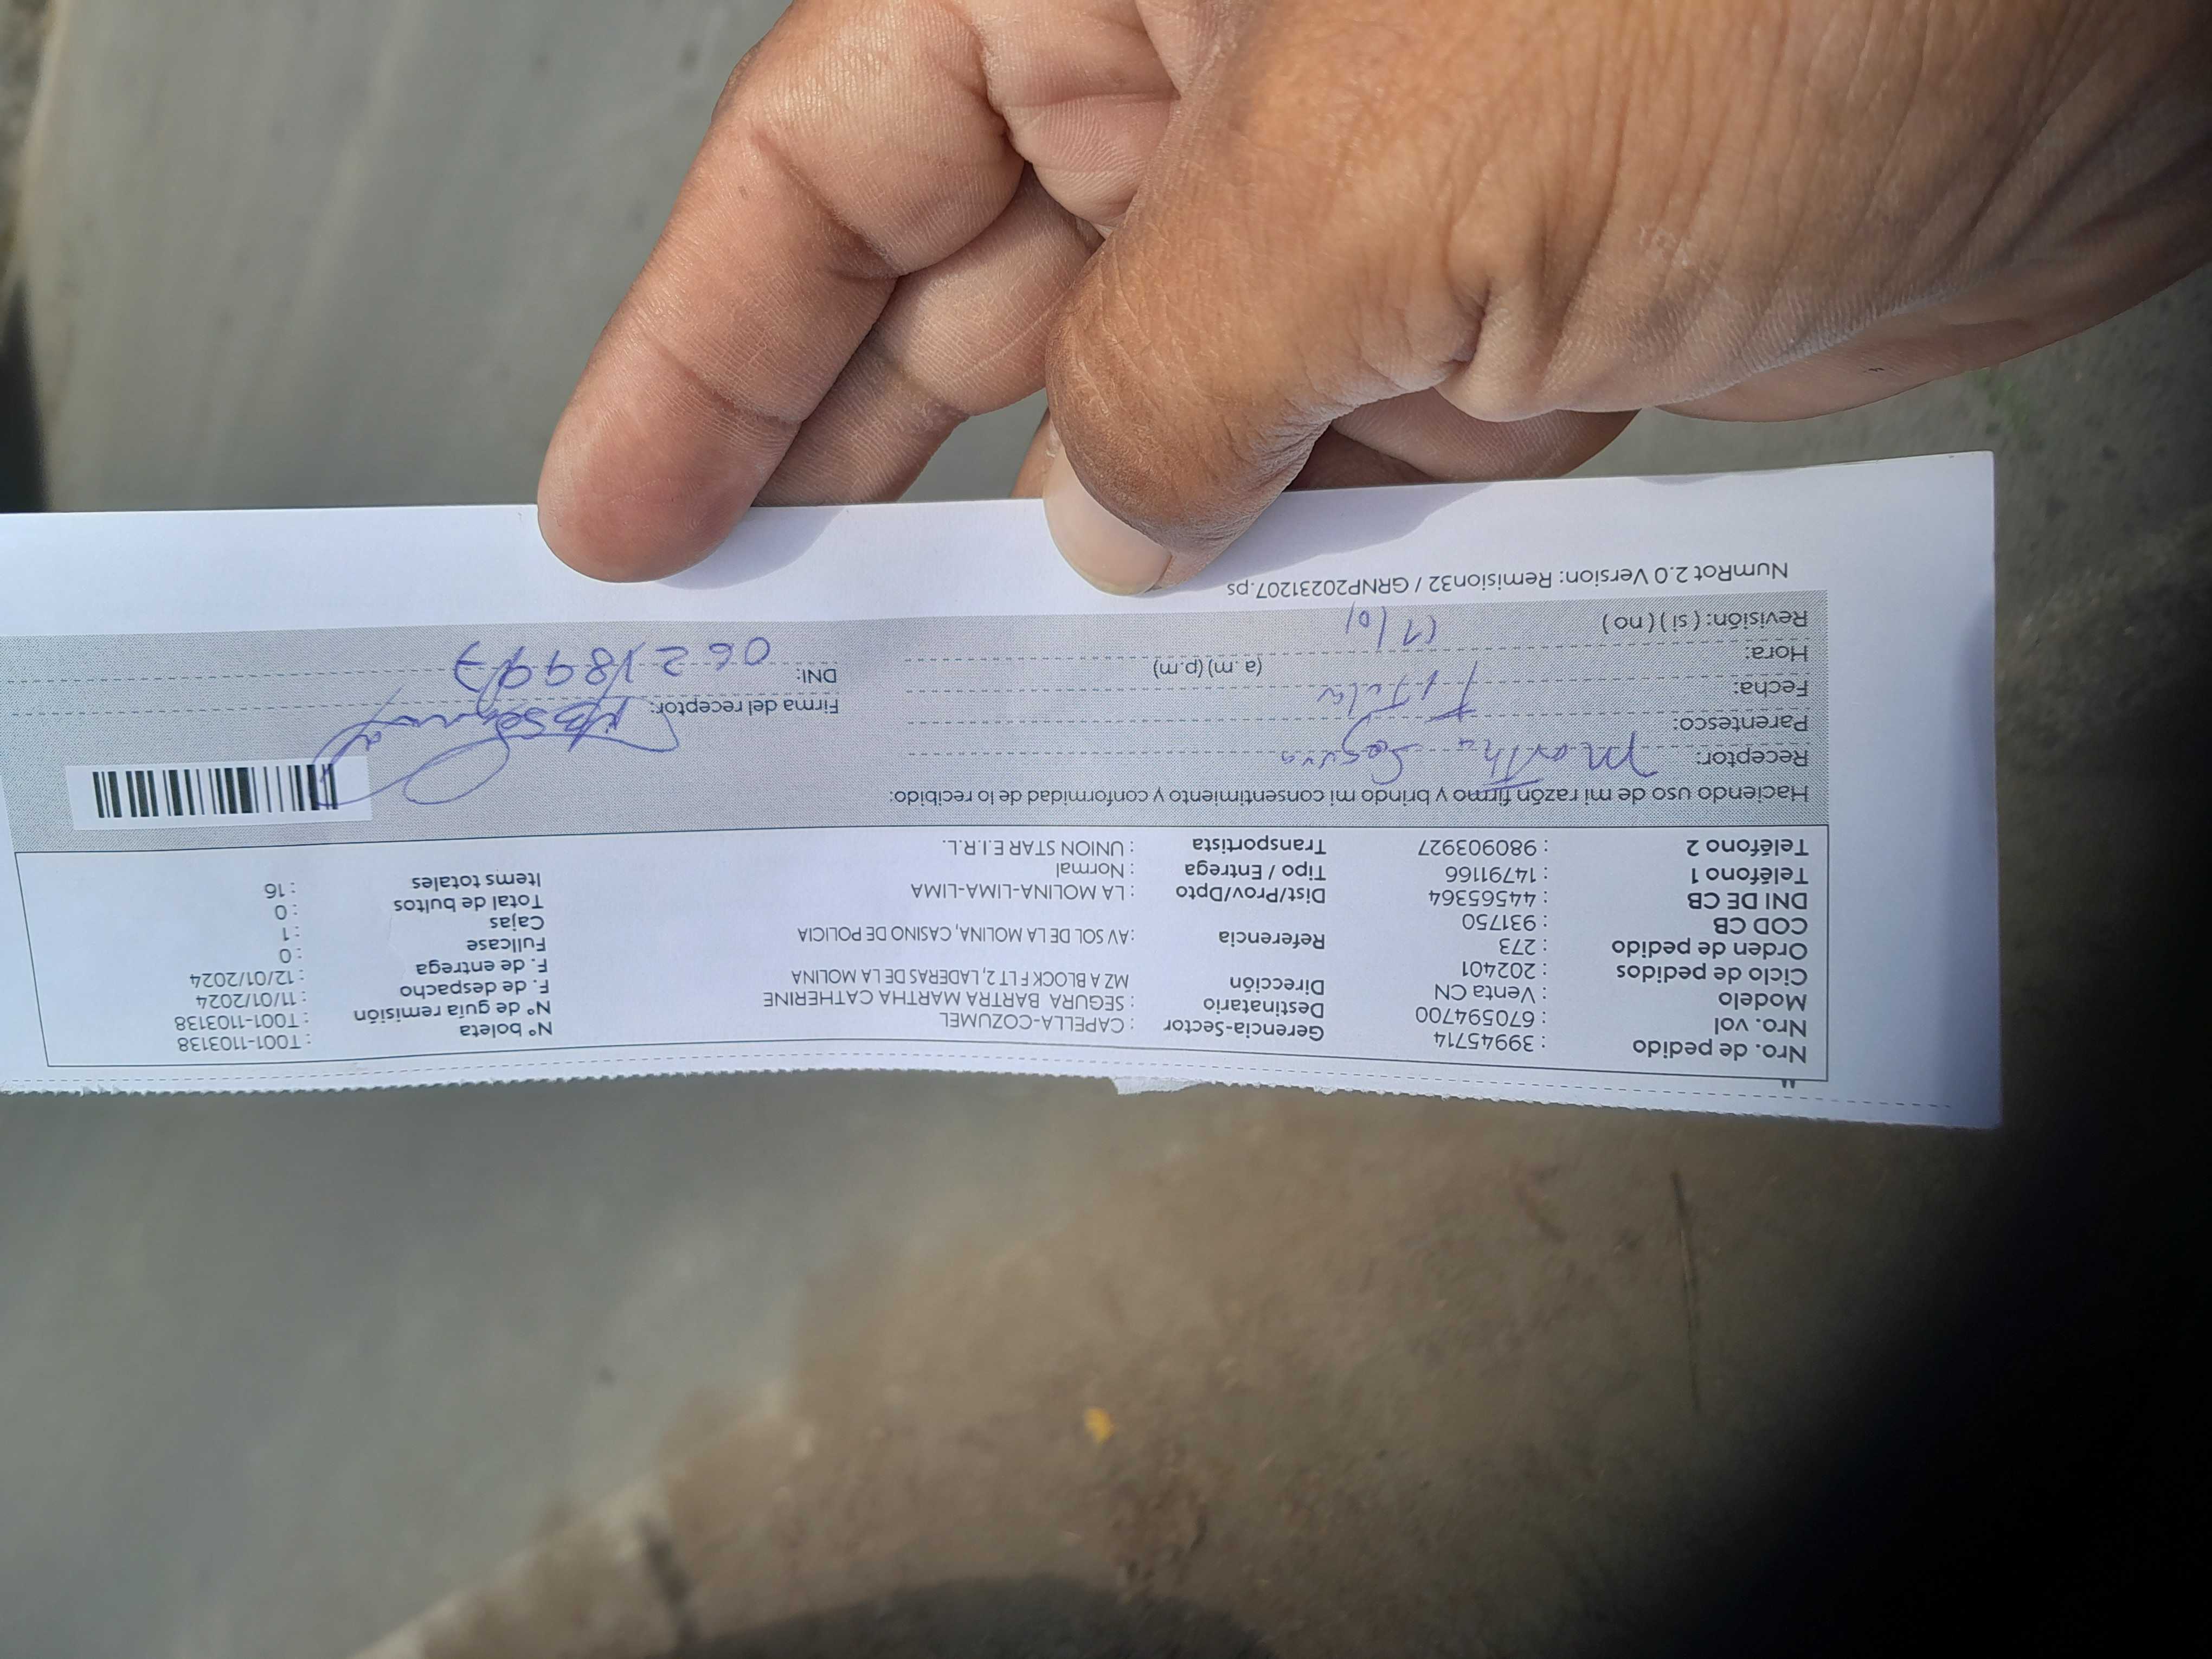 Nro. de pedido : 39945714 Gerencia-Sector : CAPELLA-COZUMEL N° boleta : T001-1103138
Nro. vol : 670594700 Destinatario : SEGURA BARTRA MARTHA CATHERINE N° de guía remisión : T001-1103138
Modelo : Venta CN Dirección MZ A BLOCK F LT 2, LADERAS DE LA MOLINA F. de despacho : 11/01/2024
Ciclo de pedidos : 202401 F. de entrega : 12/01/2024
Orden de pedido : 273 Referencia : AV SOL DE LA MOLINA, CASINO DE POLICIA Fullcase : 0
COD CB : 931750 Cajas : 1
DNI DE CB : 44565364 Dist/Prov/Dpto : LA MOLINA-LIMA-LIMA Total de bultos : 0
Teléfono 1 : 14791166 Tipo / Entrega : Normal Items totales : 16
Teléfono 2 : 980903927 Transportista : UNION STAR E.I.R.L.
Haciendo uso de mi razón firmo y brindo mi consentimiento y conformidad de lo recibido:
Receptor: Martha Segura
Parentesco: Titular
Firma del receptor:
Fecha: 11/01
DNI: 06218997
Hora: (a.m) (p.m)
Revisión: ( si ) ( no )
NumRot 2.0 Version: Remision32 / GRNP20231207.ps